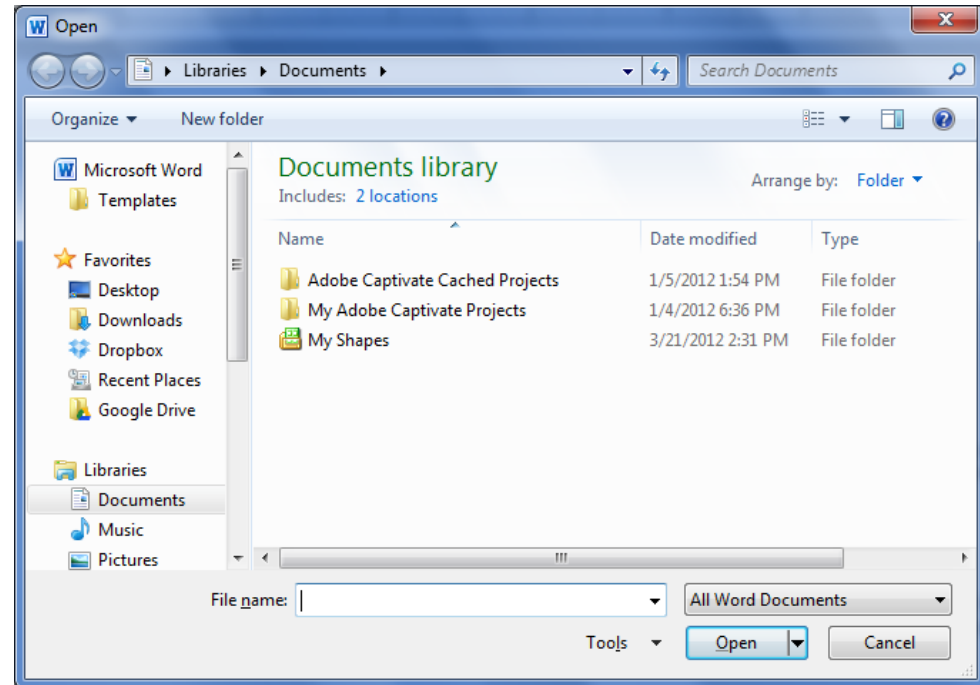 Open
Libraries Documents
Search Documents
Organize New folder
Microsoft Word
Templates
Favorites
Desktop
Downloads
Dropbox
Recent Places
Google Drive
Libraries
Documents
Music
Pictures
Documents library
Includes: 2 locations
Arrange by: Folder
Name Date modified Type
Adobe Captivate Cached Projects 1/5/2012 1:54 PM File folder
My Adobe Captivate Projects 1/4/2012 6:36 PM File folder
My Shapes 3/21/2012 2:31 PM File folder
File name: All Word Documents
Tools Open Cancel